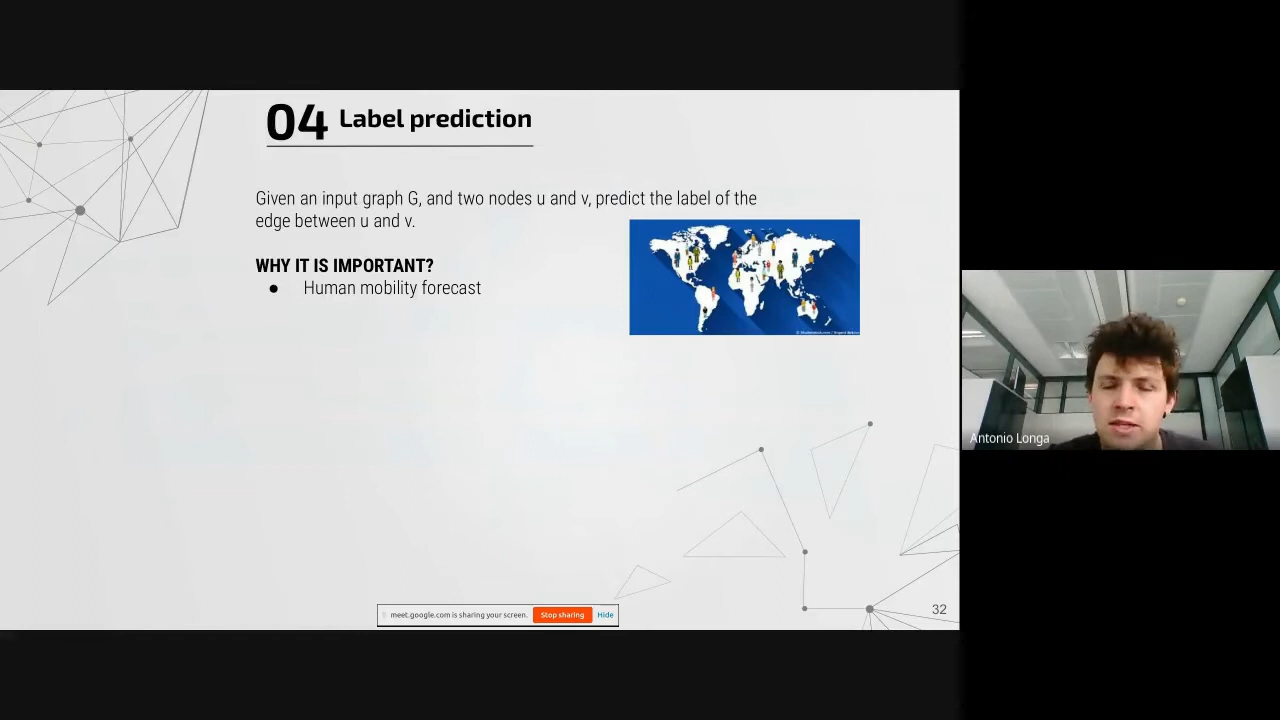 04 Label prediction
Given an input graph G, and two nodes u and v, predict the label of the
edge between u and v.
WHY IT IS IMPORTANT?
● Human mobility forecast
meet.google.com is sharing your screen. Stop sharing Hide
32
Antonio Longa